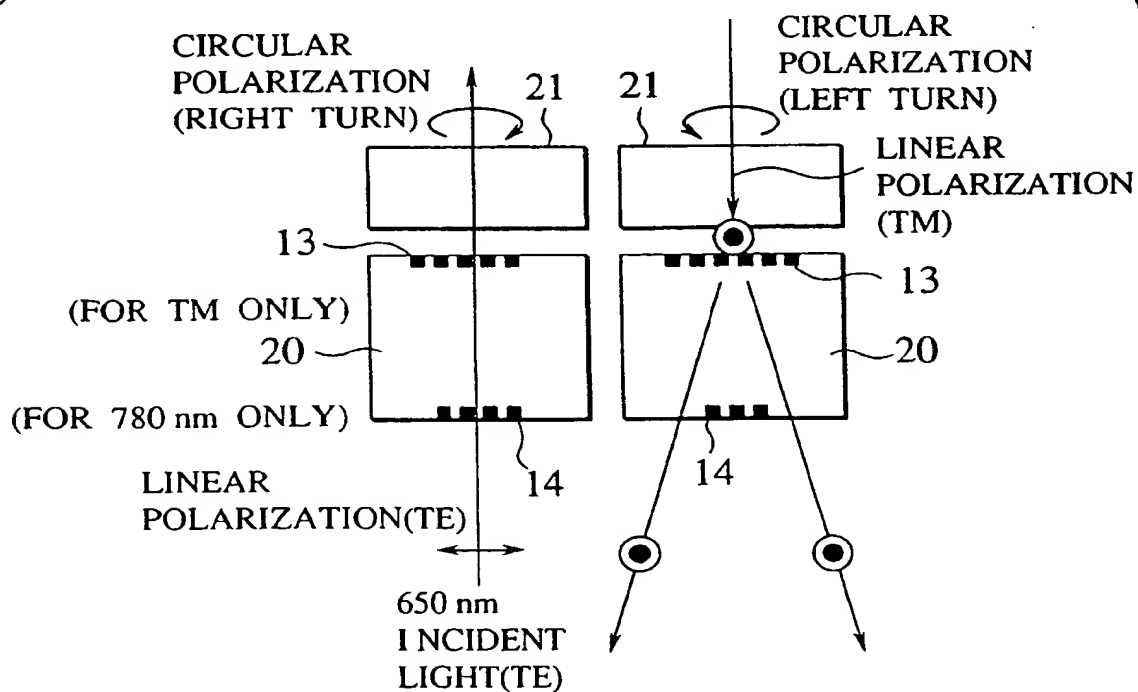 CIRCULAR
POLARIZATION
(RIGHT TURN)
21
21
CIRCULAR
POLARIZATION
(LEFT TURN)
LINEAR
POLARIZATION
(TM)
13
13
(FOR TM ONLY)
20
20
(FOR 780 nm ONLY)
14
14
LINEAR
POLARIZATION(TE)
650 nm
I NCIDENT
LIGHT(TE)